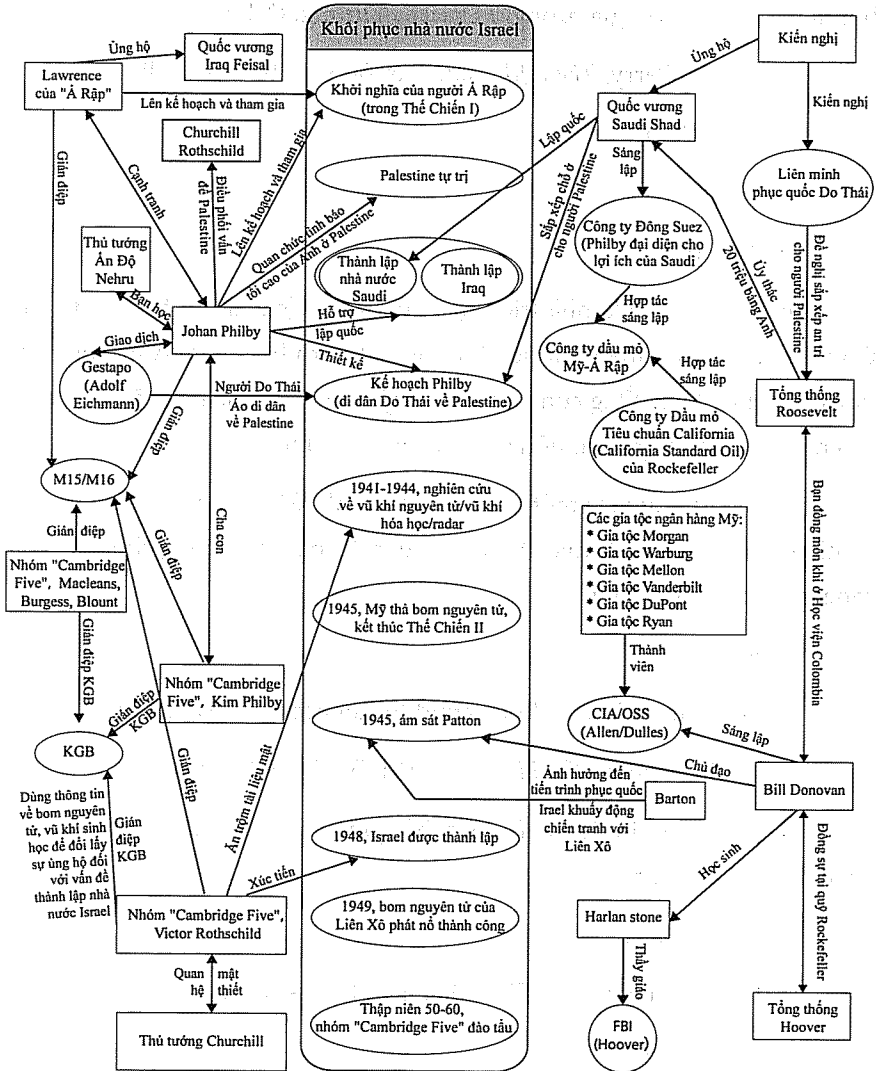 Khôi phục nhà nước Israel
Ủng hộ
Quốc vương
Iraq Feisal
Lawrence
của "Ả Rập"
Lên kế hoạch và tham gia
Khởi nghĩa của người Ả Rập
(trong Thế Chiến I)
Churchill
Rothschild
Gián điệp
Cạnh tranh
Điều phối vấn
đề Palestine
Lên kế hoạch và tham gia
Quan chức tình báo
tối cao của Anh ở Palestine
Palestine tự trị
Thủ tướng
Ấn Độ
Nehru
Bạn học
Thành lập
nhà nước
Saudi
Thành lập
Iraq
Johan Philby
Hỗ trợ
lập quốc
Thiết kế
Giao dịch
Gestapo
(Adolf
Eichmann)
Người Do Thái
Áo di dân
về Palestine
Kế hoạch Philby
(di dân Do Thái về Palestine)
Gián điệp
Kiến nghị
Ủng hộ
Kiến nghị
Quốc vương
Saudi Shad
Lập quốc
Sắp xếp chỗ ở
cho người Palestine
Sáng
lập
Liên minh
phục quốc Do Thái
Công ty Đông Suez
(Philby đại diện cho
lợi ích của Saudi)
Ủy thác
20 triệu bảng Anh
Đề nghị sắp xếp an trí
cho người Palestine
Hợp tác
sáng lập
Công ty dầu mỏ
Mỹ-Ả Rập
Hợp tác
sáng lập
Tổng thống
Roosevelt
Công ty Dầu mỏ
Tiêu chuẩn California
(California Standard Oil)
của Rockefeller
M15/M16
Gián điệp
Gián điệp
Cha con
1941-1944, nghiên cứu
về vũ khí nguyên tử/vũ khí
hóa học/radar
Nhóm "Cambridge
Five", Macleans,
Burgess, Blount
Các gia tộc ngân hàng Mỹ:
* Gia tộc Morgan
* Gia tộc Warburg
* Gia tộc Mellon
* Gia tộc Vanderbilt
* Gia tộc DuPont
* Gia tộc Ryan
Bạn đồng môn khi ở Học viện Colombia
1945, Mỹ thả bom nguyên tử,
kết thúc Thế Chiến II
Gián điệp KGB
Thành
viên
Nhóm "Cambridge
Five", Kim Philby
Gián điệp
KGB
KGB
Gián điệp
Ăn trộm tài liệu mật
1945, ám sát Patton
CIA/OSS
(Allen/Dulles)
Sáng lập
Chủ đạo
Bill Donovan
Ảnh hưởng đến
tiến trình phục quốc
Irael khuấy động
chiến tranh với
Liên Xô
Barton
Dùng thông tin
về bom nguyên
tử, vũ khí sinh
học để đổi lấy
sự ủng hộ đối
với vấn đề
thành lập nhà
nước Israel
Gián
điệp
KGB
Xúc tiến
1948, Israel được thành lập
Nhóm "Cambridge Five",
Victor Rothschild
1949, bom nguyên tử của
Liên Xô phát nổ thành công
Học sinh
Đồng sự tại quỹ Rockefeller
Harlan stone
Thầy giáo
Quan mật
hệ thiết
Thủ tướng Churchill
Thập niên 50-60,
nhóm "Cambridge Five" đào tẩu
FBI
(Hoover)
Tổng thống
Hoover